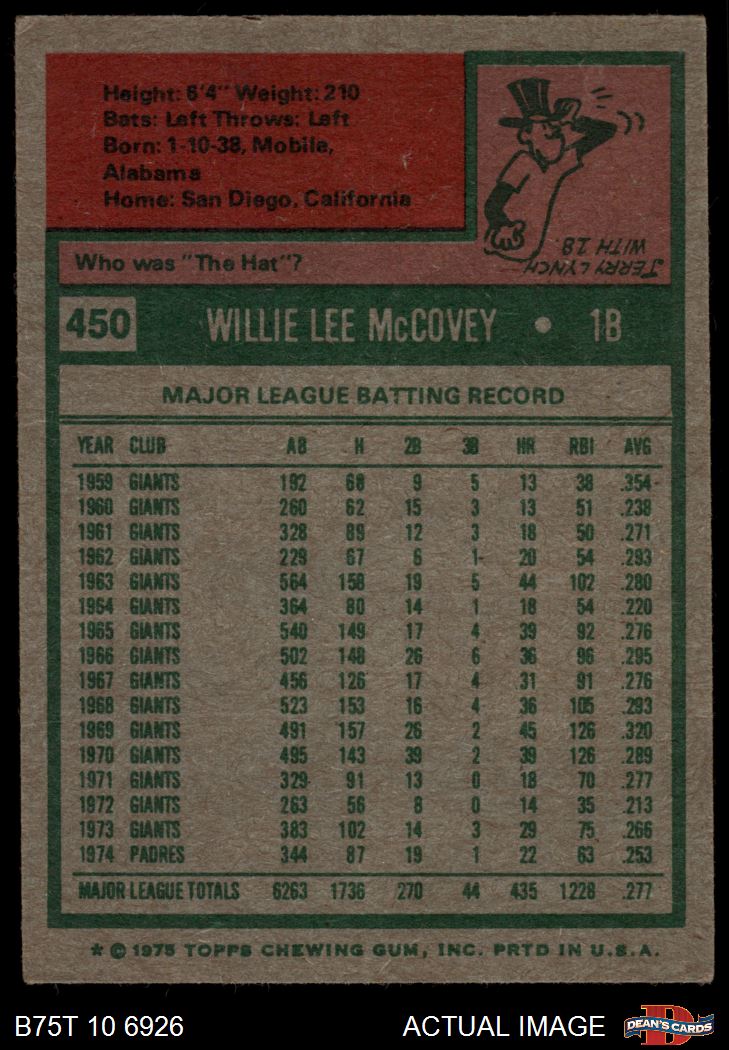 Height: 6'4" Weight: 210
Bats: Left Throws: Left
Born: 1-10-38, Mobile,
Alabama
Home: San Diego, California
Who was "The Hat"?
JERRY LYNCH
WITH 18.
450 WILLIE LEE McCOVEY • 1B
MAJOR LEAGUE BATTING RECORD
YEAR CLUB AB H 2B 3B HR RBI AVG
1959 GIANTS 192 68 9 5 13 38 .354
1960 GIANTS 260 62 15 3 13 51 .238
1961 GIANTS 328 89 12 3 18 50 .271
1962 GIANTS 229 67 6 1 20 54 .293
1963 GIANTS 564 158 19 5 44 102 .280
1964 GIANTS 364 80 14 1 18 54 .220
1965 GIANTS 540 149 17 4 39 92 .276
1966 GIANTS 502 148 26 6 36 96 .295
1967 GIANTS 456 126 17 4 31 91 .276
1968 GIANTS 523 153 16 4 36 105 .293
1969 GIANTS 491 157 26 2 45 126 .320
1970 GIANTS 495 143 39 2 39 126 .289
1971 GIANTS 329 91 13 0 18 70 .277
1972 GIANTS 263 56 8 0 14 35 .213
1973 GIANTS 383 102 14 3 29 75 .266
1974 PADRES 344 87 19 1 22 63 .253
MAJOR LEAGUE TOTALS 6263 1736 270 44 435 1228 .277
* © 1975 TOPPS CHEWING GUM, INC. PRTD IN U.S.A.
B75T 10 6926 ACTUAL IMAGE
DEAN'S CARDS